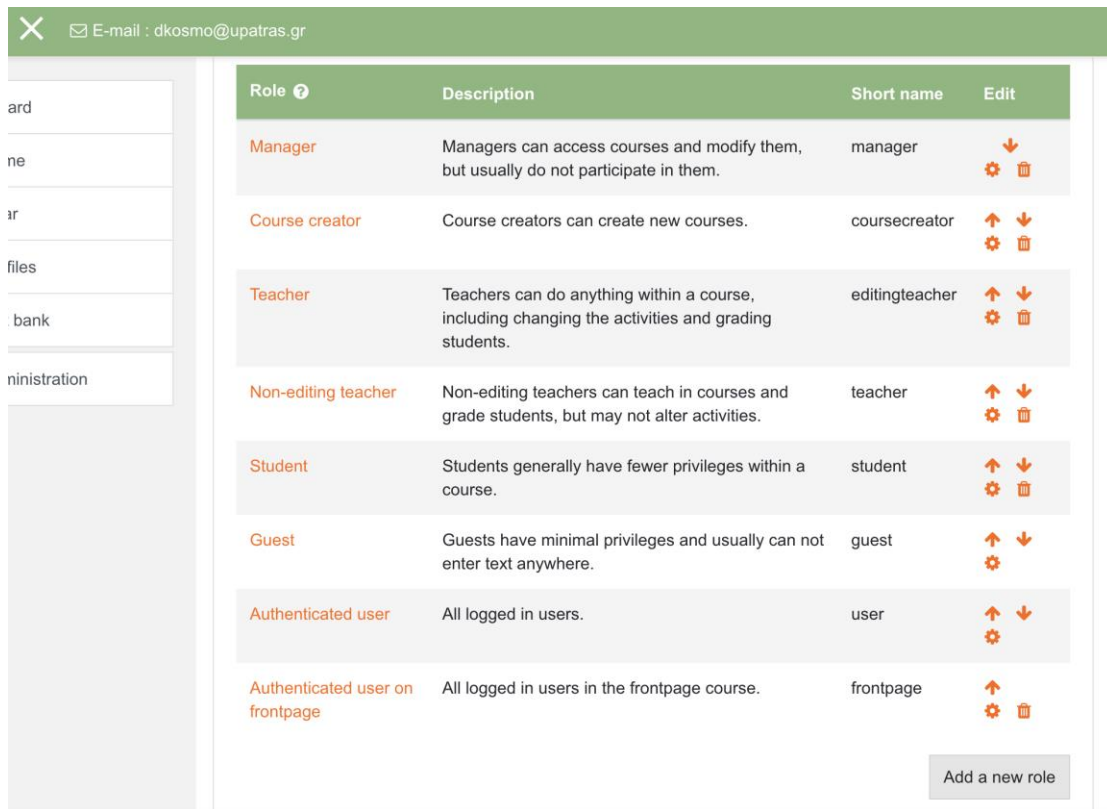 E-mail : dkosmo@upatras.gr
ard
me
ar
files
bank
ministration
Role Description Short name Edit
Manager Managers can access courses and modify them, manager
but usually do not participate in them.
Course creator Course creators can create new courses. coursecreator
Teacher Teachers can do anything within a course, editingteacher
including changing the activities and grading
students.
Non-editing teacher Non-editing teachers can teach in courses and teacher
grade students, but may not alter activities.
Student Students generally have fewer privileges within a student
course.
Guest Guests have minimal privileges and usually can not guest
enter text anywhere.
Authenticated user All logged in users. user
Authenticated user on All logged in users in the frontpage course. frontpage
frontpage
Add a new role